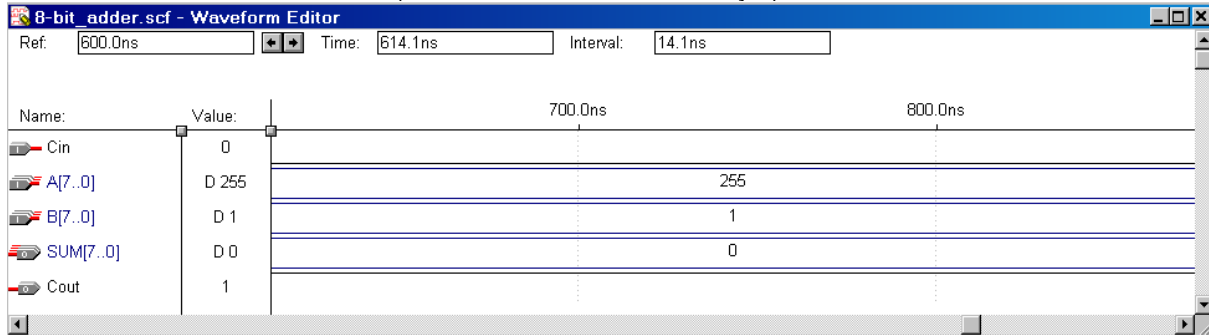 8-bit_adder.scf - Waveform Editor
Ref: 600.0ns Time: 614.1ns Interval: 14.1ns
Name: Value: 700.0ns 800.0ns
Cin 0
A[7..0] D 255 255
B[7..0] D 1 1
SUM[7..0] D 0 0
Cout 1